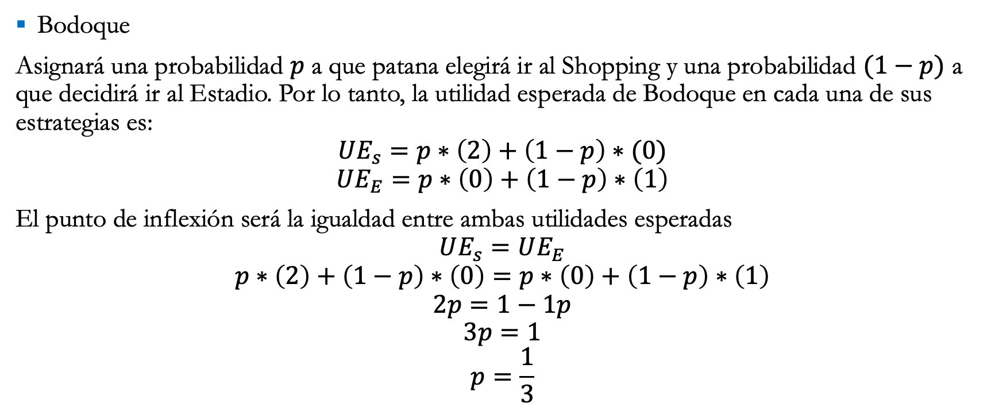 ▪ Bodoque
Asignará una probabilidad p a que patana elegirá ir al Shopping y una probabilidad (1 − p) a
que decidirá ir al Estadio. Por lo tanto, la utilidad esperada de Bodoque en cada una de sus
estrategias es:
UEₛ = p ∗ (2) + (1 − p) ∗ (0)
UE_E = p ∗ (0) + (1 − p) ∗ (1)
El punto de inflexión será la igualdad entre ambas utilidades esperadas
UEₛ = UE_E
p ∗ (2) + (1 − p) ∗ (0) = p ∗ (0) + (1 − p) ∗ (1)
2p = 1 − 1p
3p = 1
p = 1/3